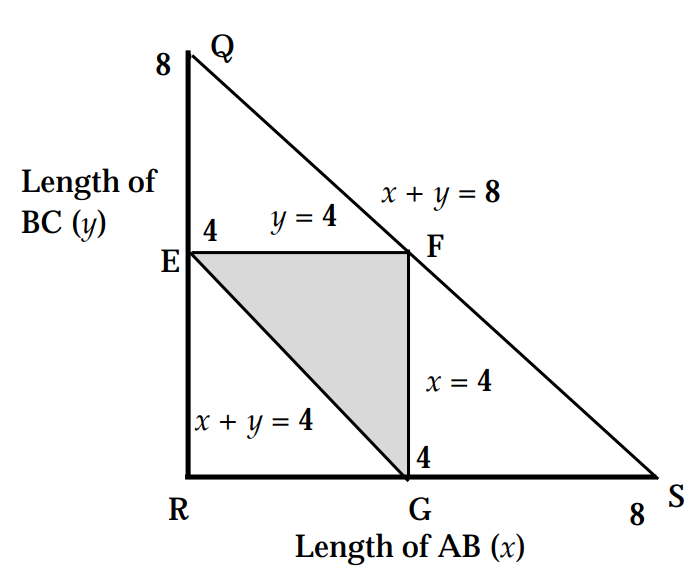 Q
8
Length of
BC (y)
x + y = 8
y = 4
4
E
F
x = 4
x + y = 4
4
R
G
S
8
Length of AB (x)